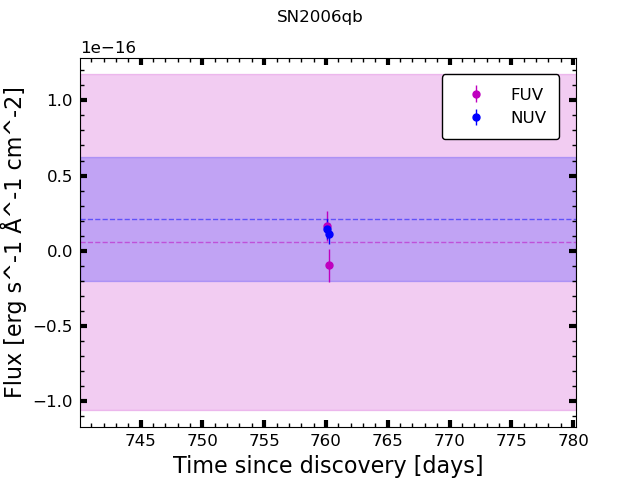 SN2006qb
1e−16
FUV
NUV
1.0
0.5
0.0
−0.5
−1.0
Flux [erg s^-1 Å^-1 cm^-2]
745 750 755 760 765 770 775 780
Time since discovery [days]